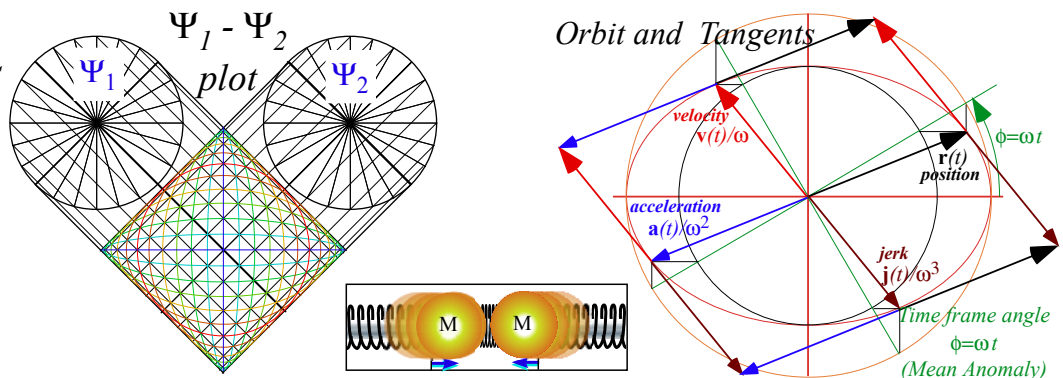 Ψ1 - Ψ2
plot
Ψ1
Ψ2
M
M
Orbit and Tangents
velocity
v(t)/ω
r(t)
position
ϕ=ωt
acceleration
a(t)/ω²
jerk
j(t)/ω³
Time frame angle
ϕ=ωt
(Mean Anomaly)